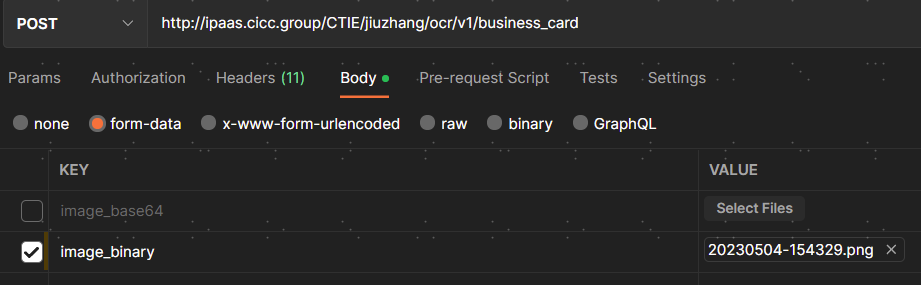 POST http://ipaas.cicc.group/CTIE/jiuzhang/ocr/v1/business_card
Params Authorization Headers (11) Body Pre-request Script Tests Settings
none form-data x-www-form-urlencoded raw binary GraphQL
KEY VALUE
image_base64 Select Files
image_binary 20230504-154329.png